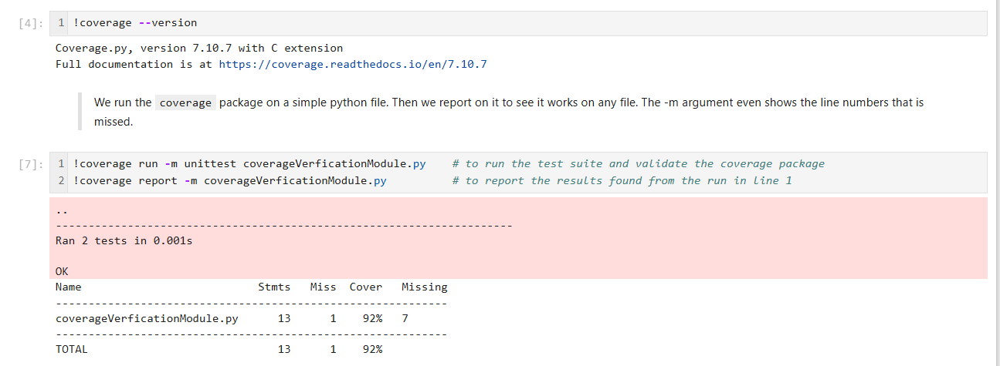 [4]: 1 !coverage --version
Coverage.py, version 7.10.7 with C extension
Full documentation is at https://coverage.readthedocs.io/en/7.10.7
We run the coverage package on a simple python file. Then we report on it to see it works on any file. The -m argument even shows the line numbers that is
missed.
[7]: 1 !coverage run -m unittest coverageVerficationModule.py # to run the test suite and validate the coverage package
2 !coverage report -m coverageVerficationModule.py # to report the results found from the run in line 1
..
----------------------------------------------------------------------
Ran 2 tests in 0.001s
OK
Name Stmts Miss Cover Missing
------------------------------------------------------------
coverageVerficationModule.py 13 1 92% 7
------------------------------------------------------------
TOTAL 13 1 92%